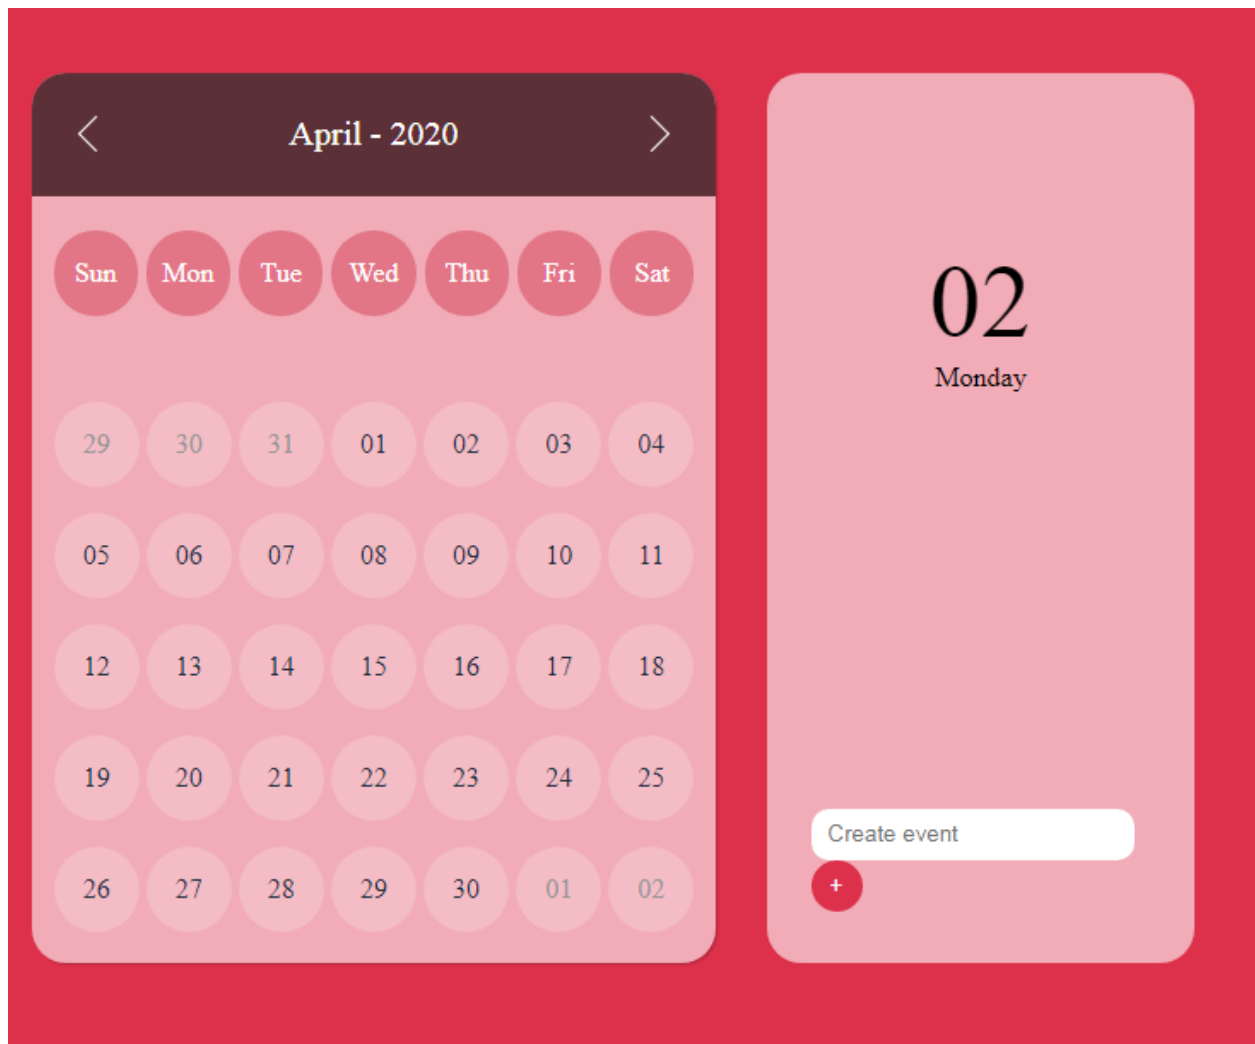 April - 2020
Sun Mon Tue Wed Thu Fri Sat
29 30 31 01 02 03 04
05 06 07 08 09 10 11
12 13 14 15 16 17 18
19 20 21 22 23 24 25
26 27 28 29 30 01 02
02
Monday
Create event
+